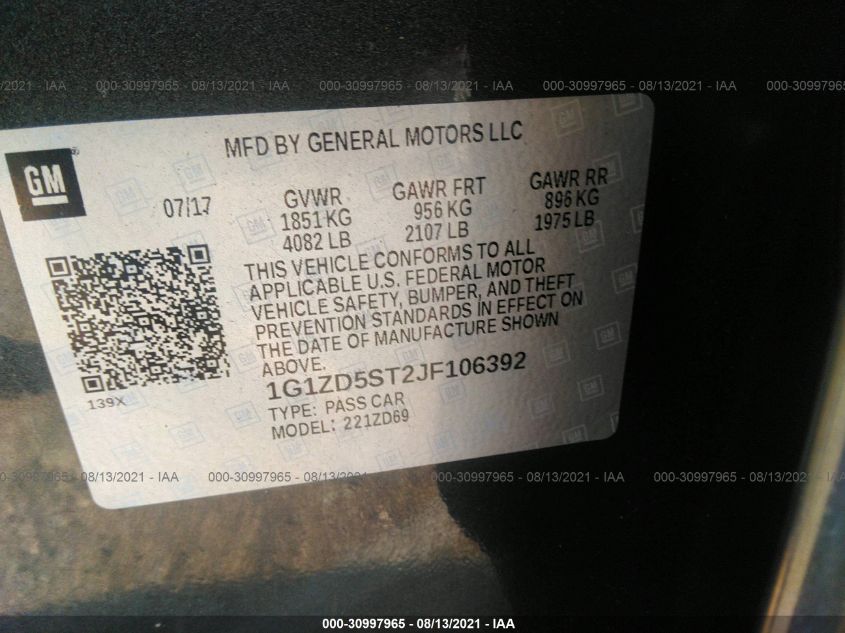 000-30997965 - 08/13/2021 - IAA
MFD BY GENERAL MOTORS LLC
GM
07/17
GVWR GAWR FRT GAWR RR
1851 KG 956 KG 896 KG
4082 LB 2107 LB 1975 LB
THIS VEHICLE CONFORMS TO ALL
APPLICABLE U.S. FEDERAL MOTOR
VEHICLE SAFETY, BUMPER, AND THEFT
PREVENTION STANDARDS IN EFFECT ON
THE DATE OF MANUFACTURE SHOWN
ABOVE.
1G1ZD5ST2JF106392
139X
TYPE: PASS CAR
MODEL: 221ZD69
000-30997965 - 08/13/2021 - IAA
000-30997965 - 08/13/2021 - IAA